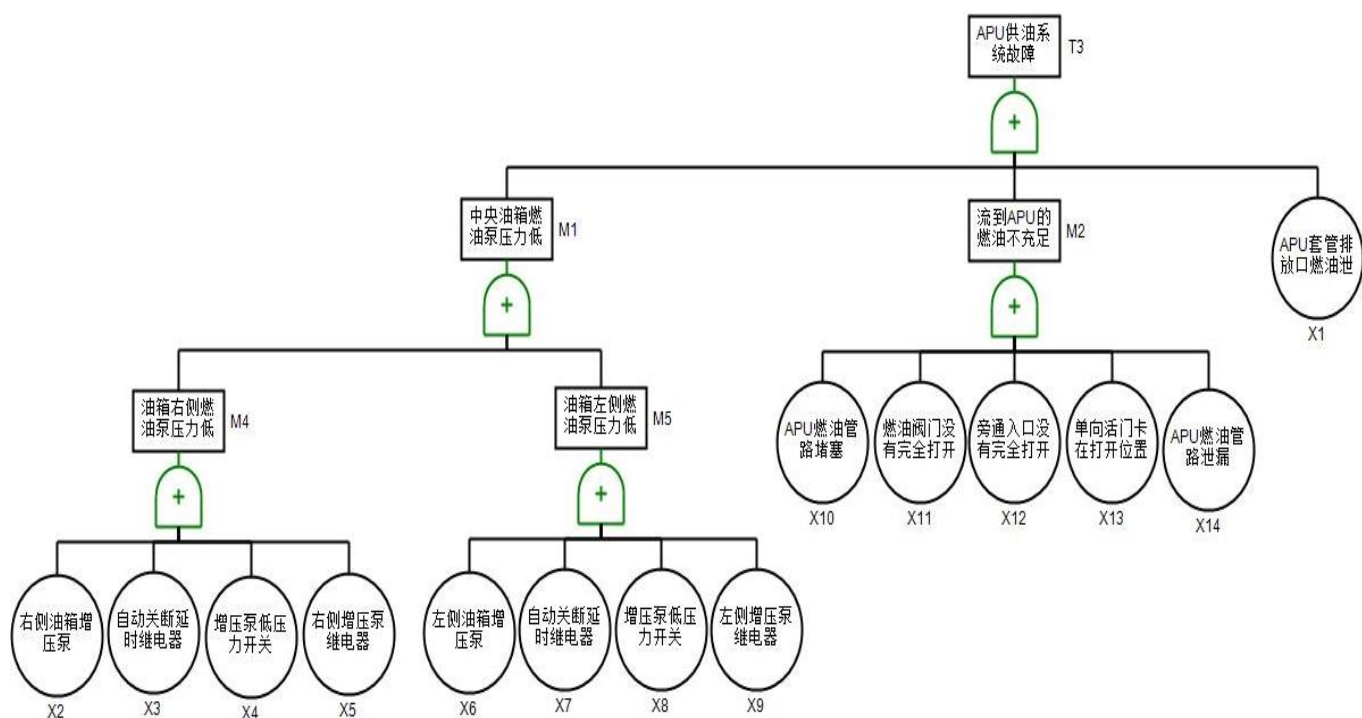 APU供油系
统故障
T3
+
中央油箱燃
油泵压力低
M1
流到APU的
燃油不充足
M2
APU套管排
放口燃油泄
X1
+
+
油箱右侧燃
油泵压力低
M4
油箱左侧燃
油泵压力低
M5
APU燃油管
路堵塞
X10
燃油阀门没
有完全打开
X11
旁通入口没
有完全打开
X12
单向活门卡
在打开位置
X13
APU燃油管
路泄漏
X14
+
+
右侧油箱增
压泵
X2
自动关断延
时继电器
X3
增压泵低压
力开关
X4
右侧增压泵
继电器
X5
左侧油箱增
压泵
X6
自动关断延
时继电器
X7
增压泵低压
力开关
X8
左侧增压泵
继电器
X9